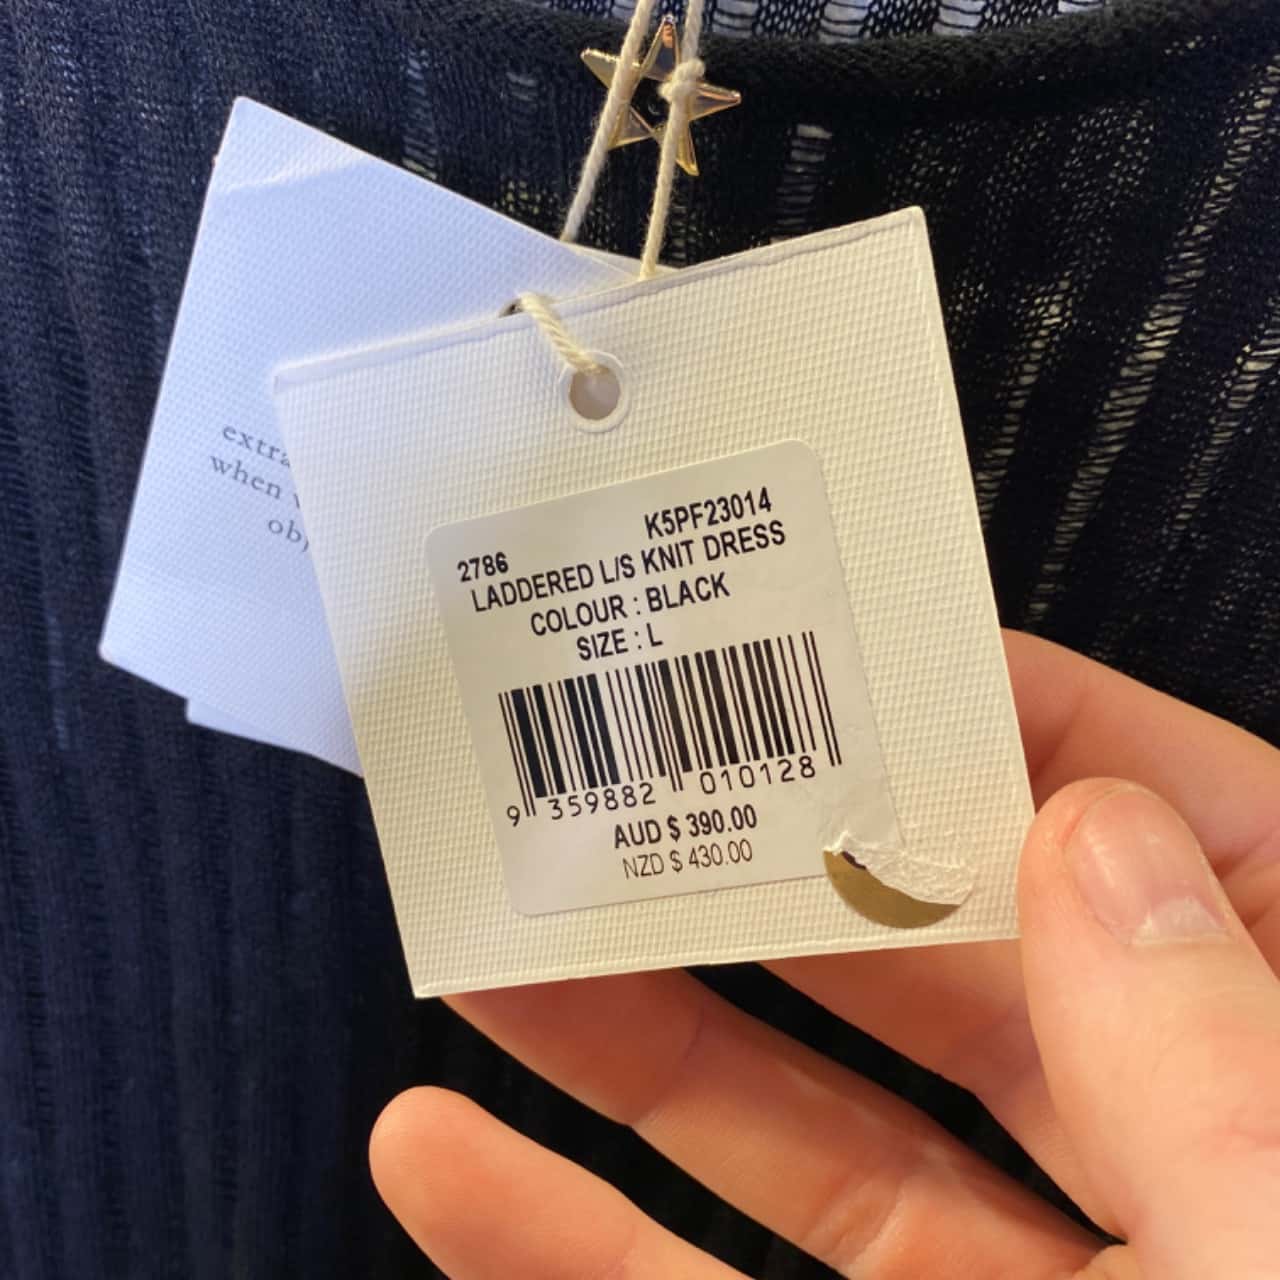 extra
when
2786 K5PF23014
LADDERED L/S KNIT DRESS
COLOUR : BLACK
SIZE : L
9 359882 010128
AUD $ 390.00
NZD $ 430.00